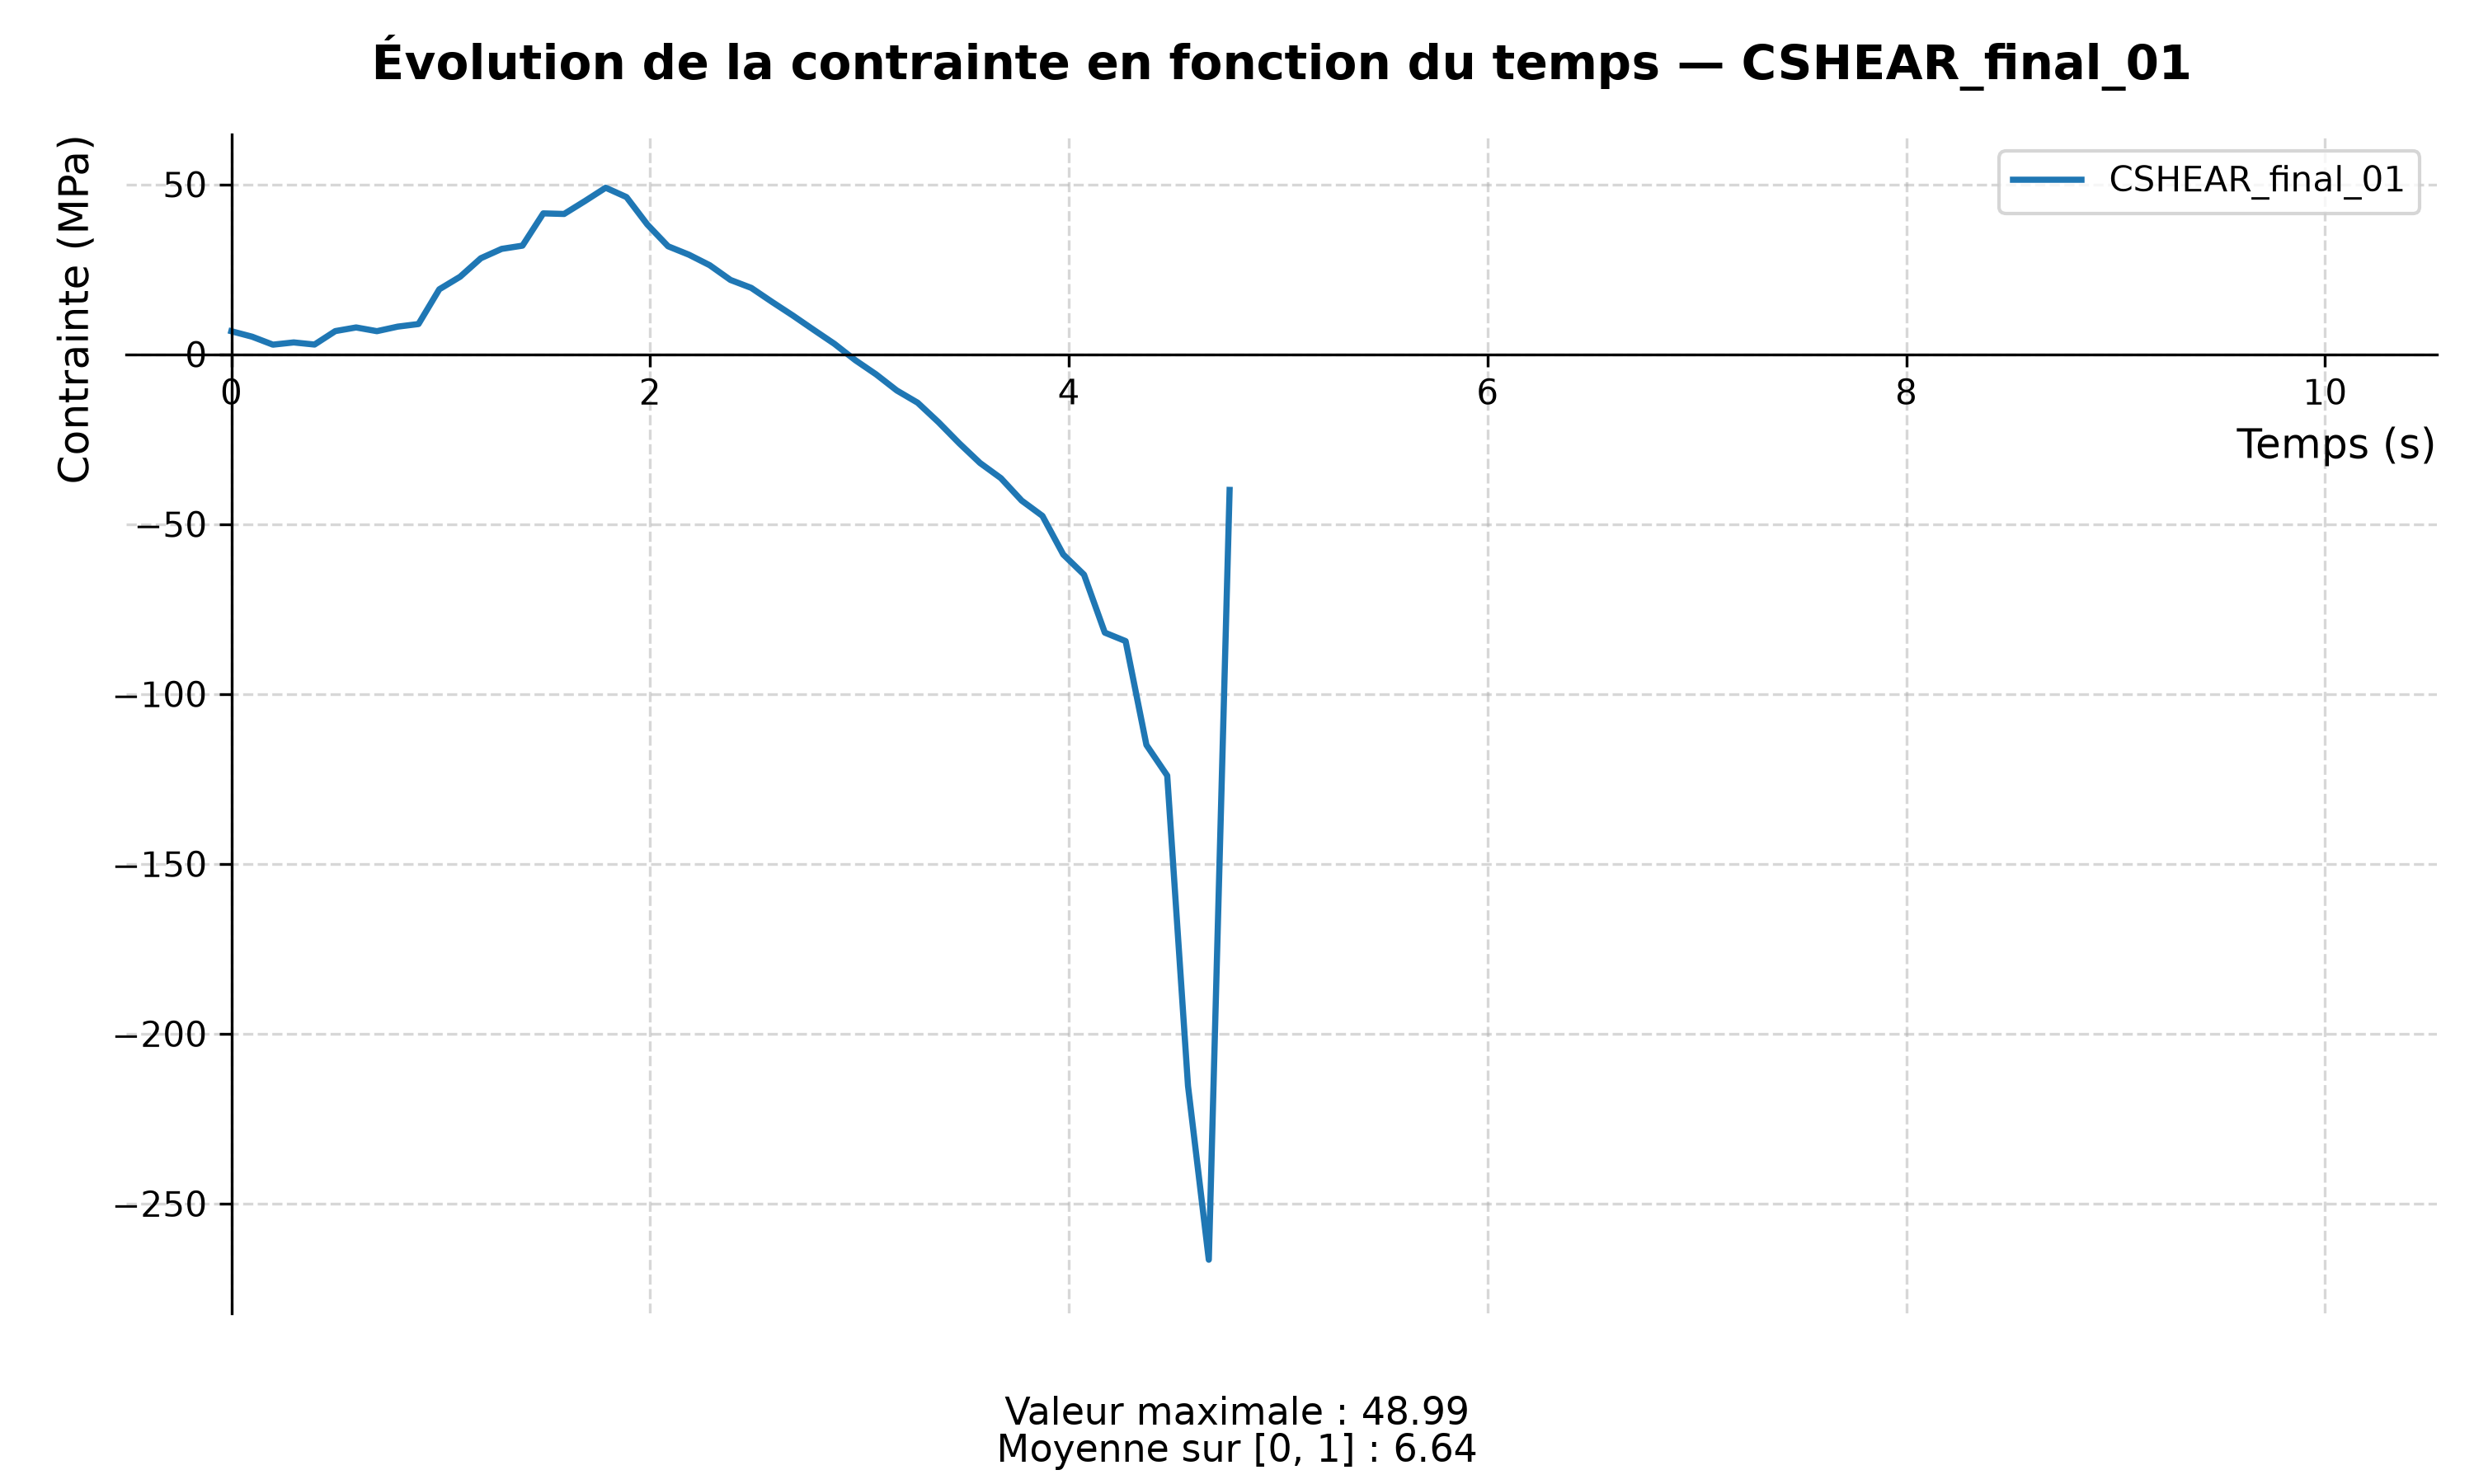 Évolution de la contrainte en fonction du temps — CSHEAR_final_01
Contrainte (MPa)
50
0
−50
−100
−150
−200
−250
0 2 4 6 8 10
Temps (s)
CSHEAR_final_01
Valeur maximale : 48.99
Moyenne sur [0, 1] : 6.64